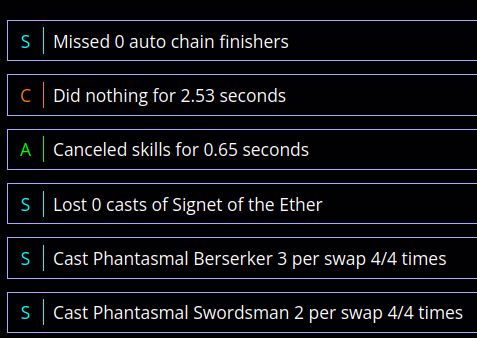 S | Missed 0 auto chain finishers
C | Did nothing for 2.53 seconds
A | Canceled skills for 0.65 seconds
S | Lost 0 casts of Signet of the Ether
S | Cast Phantasmal Berserker 3 per swap 4/4 times
S | Cast Phantasmal Swordsman 2 per swap 4/4 times